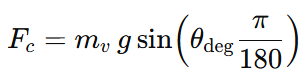 F_c = m_v g sin(θ_deg π/180)